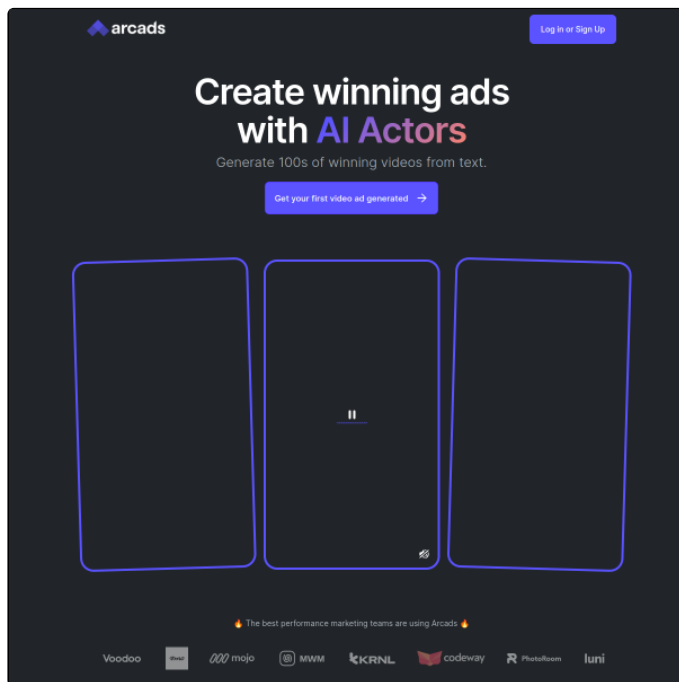 arcads
Log in or Sign Up
Create winning ads
with AI Actors
Generate 100s of winning videos from text.
Get your first video ad generated
🔥 The best performance marketing teams are using Arcads 🔥
Voodoo
mojo
MWM
KRNL
codeway
PhotoRoom
luni